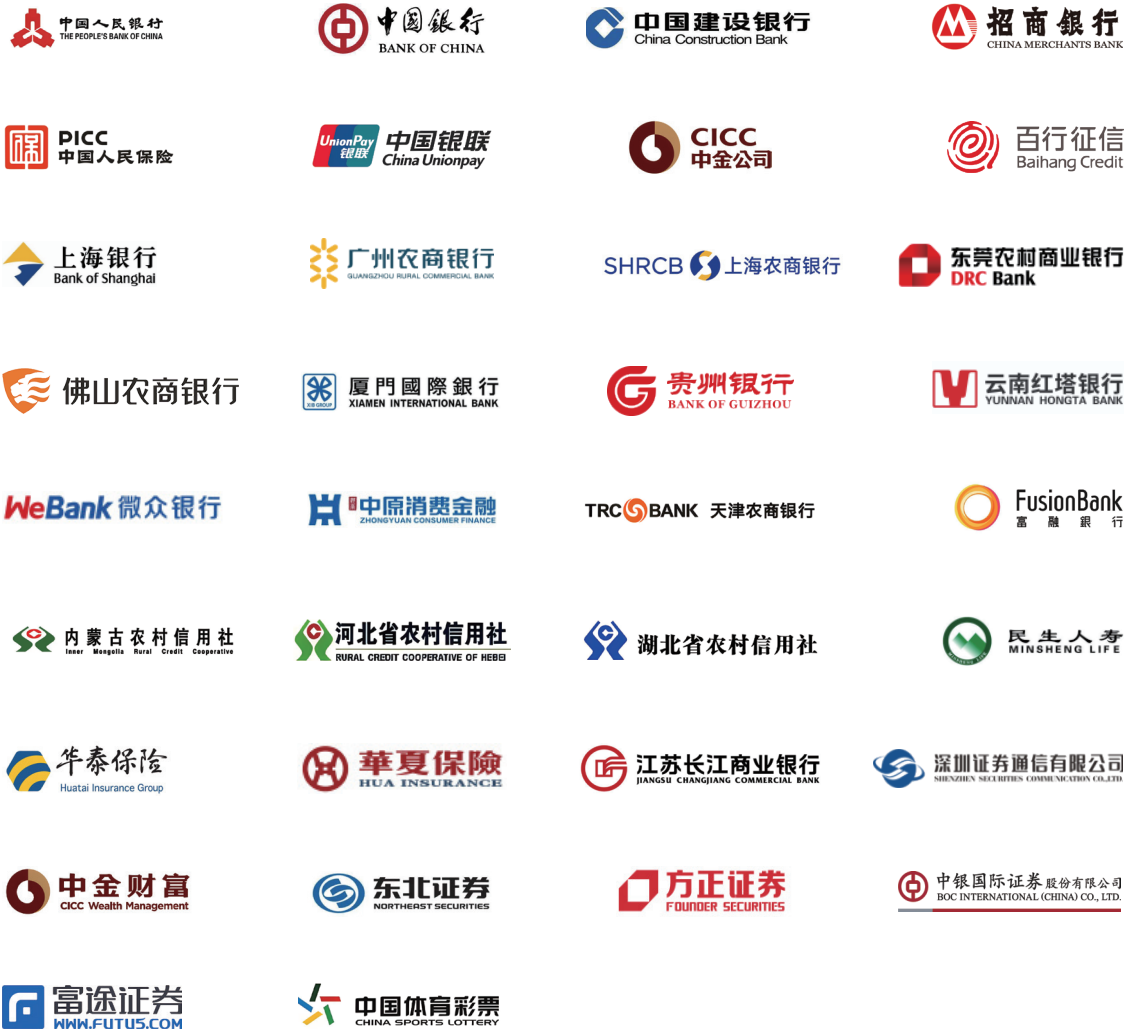 中国人民银行
THE PEOPLE'S BANK OF CHINA
中國銀行
BANK OF CHINA
中国建设银行
China Construction Bank
招商銀行
CHINA MERCHANTS BANK
PICC
中国人民保险
UnionPay
银联
中国银联
China Unionpay
CICC
中金公司
百行征信
Baihang Credit
上海银行
Bank of Shanghai
广州农商银行
GUANGZHOU RURAL COMMERCIAL BANK
SHRCB 上海农商银行
东莞农村商业银行
DRC Bank
佛山农商银行
XIB GROUP
厦門國際銀行
XIAMEN INTERNATIONAL BANK
贵州银行
BANK OF GUIZHOU
云南红塔银行
YUNNAN HONGTA BANK
WeBank 微众银行
中原消费金融
ZHONGYUAN CONSUMER FINANCE
TRC BANK 天津农商银行
FusionBank
富融銀行
内蒙古农村信用社
Inner Mongolia Rural Credit Cooperative
河北省农村信用社
RURAL CREDIT COOPERATIVE OF HEBEI
湖北省农村信用社
民生人寿
MINSHENG LIFE
华泰保险
Huatai Insurance Group
華夏保險
HUA INSURANCE
江苏长江商业银行
JIANGSU CHANGJIANG COMMERCIAL BANK
深圳证券通信有限公司
SHENZHEN SECURITIES COMMUNICATION CO.,LTD.
中金财富
CICC Wealth Management
东北证券
NORTHEAST SECURITIES
方正证券
FOUNDER SECURITIES
中银国际证券股份有限公司
BOC INTERNATIONAL (CHINA) CO., LTD.
富途证券
WWW.FUTU5.COM
中国体育彩票
CHINA SPORTS LOTTERY